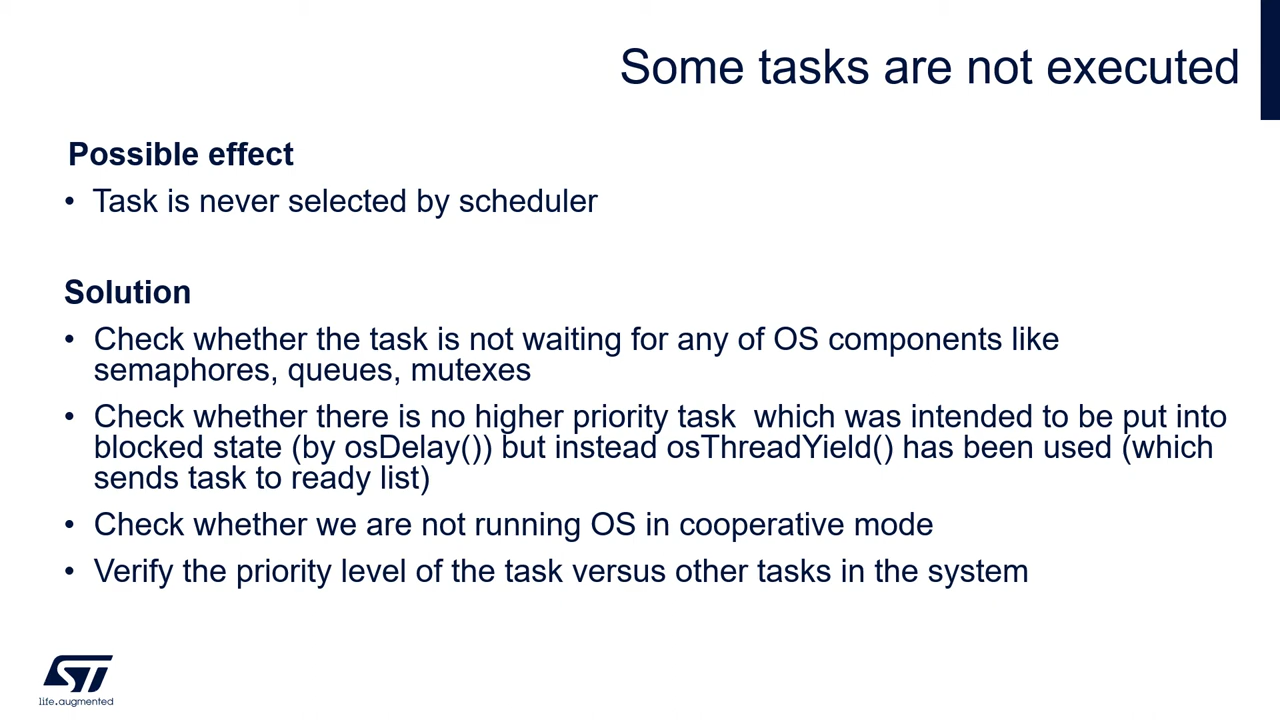 Some tasks are not executed
Possible effect
• Task is never selected by scheduler
Solution
• Check whether the task is not waiting for any of OS components like
semaphores, queues, mutexes
• Check whether there is no higher priority task  which was intended to be put into
blocked state (by osDelay()) but instead osThreadYield() has been used (which
sends task to ready list)
• Check whether we are not running OS in cooperative mode
• Verify the priority level of the task versus other tasks in the system
ST
life.augmented